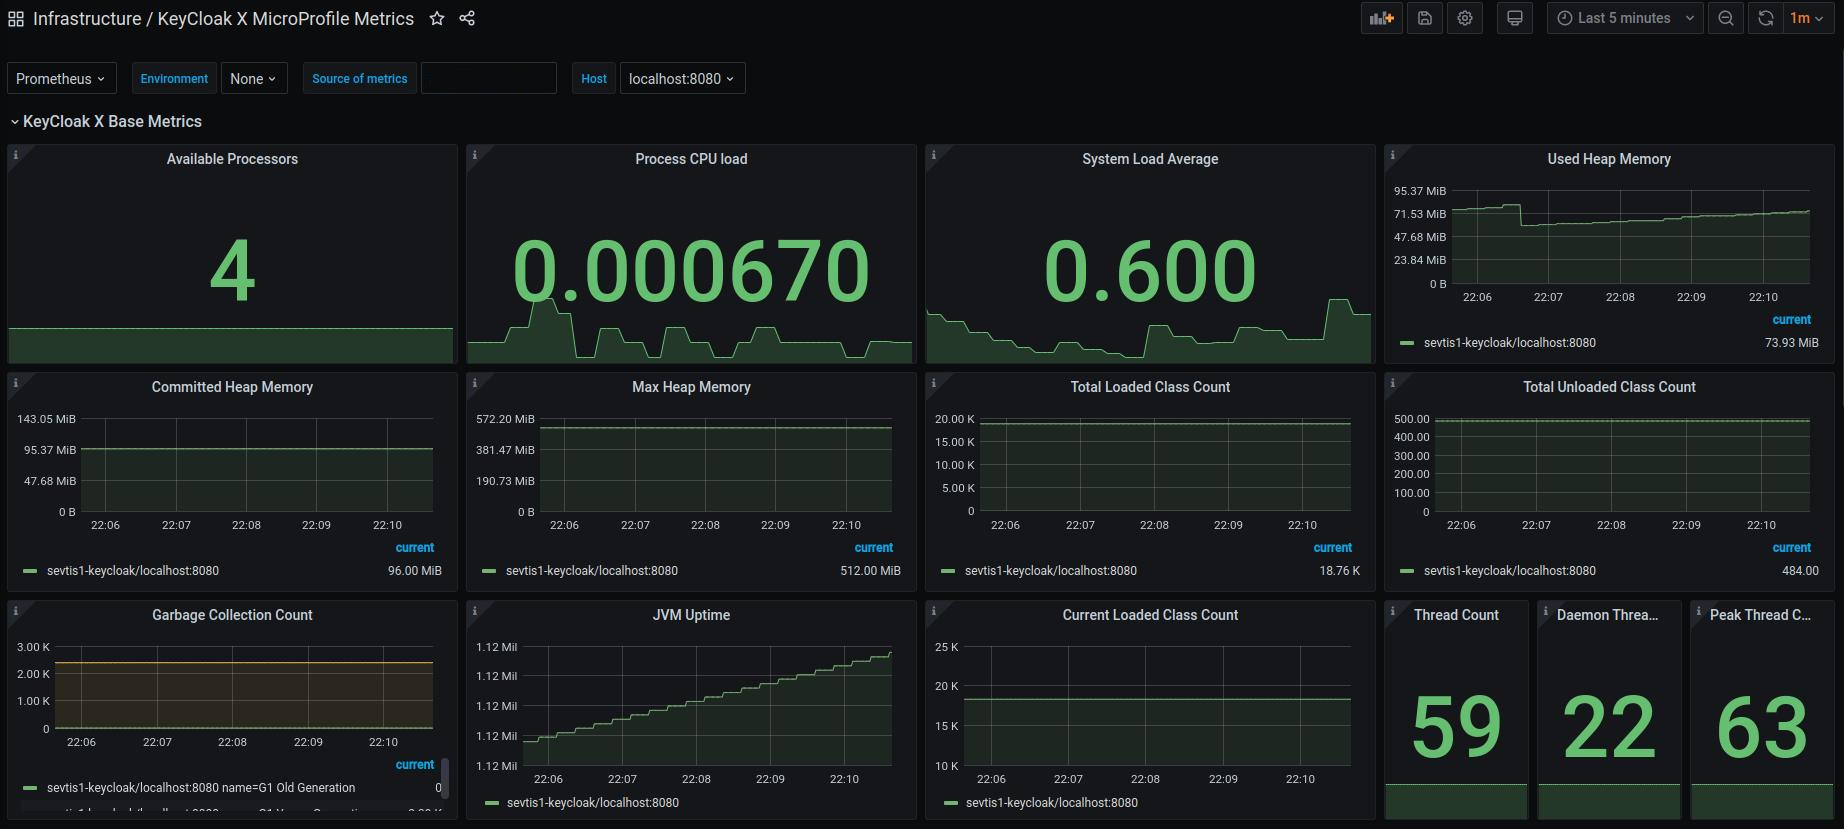 Infrastructure / KeyCloak X MicroProfile Metrics
Last 5 minutes
1m
Prometheus
Environment
None
Source of metrics
Host
localhost:8080
KeyCloak X Base Metrics
Available Processors
4
Process CPU load
0.000670
System Load Average
0.600
Used Heap Memory
95.37 MiB
71.53 MiB
47.68 MiB
23.84 MiB
0 B
22:06 22:07 22:08 22:09 22:10
current
sevtis1-keycloak/localhost:8080 73.93 MiB
Committed Heap Memory
143.05 MiB
95.37 MiB
47.68 MiB
0 B
22:06 22:07 22:08 22:09 22:10
current
sevtis1-keycloak/localhost:8080 96.00 MiB
Max Heap Memory
572.20 MiB
381.47 MiB
190.73 MiB
0 B
22:06 22:07 22:08 22:09 22:10
current
sevtis1-keycloak/localhost:8080 512.00 MiB
Total Loaded Class Count
20.00 K
15.00 K
10.00 K
5.00 K
0
22:06 22:07 22:08 22:09 22:10
current
sevtis1-keycloak/localhost:8080 18.76 K
Total Unloaded Class Count
500.00
400.00
300.00
200.00
100.00
0
22:06 22:07 22:08 22:09 22:10
current
sevtis1-keycloak/localhost:8080 484.00
Garbage Collection Count
3.00 K
2.00 K
1.00 K
0
22:06 22:07 22:08 22:09 22:10
current
sevtis1-keycloak/localhost:8080 name=G1 Old Generation 0
JVM Uptime
1.12 Mil
1.12 Mil
1.12 Mil
1.12 Mil
1.12 Mil
22:06 22:07 22:08 22:09 22:10
sevtis1-keycloak/localhost:8080
Current Loaded Class Count
25 K
20 K
15 K
10 K
22:06 22:07 22:08 22:09 22:10
sevtis1-keycloak/localhost:8080
Thread Count
59
Daemon Threa...
22
Peak Thread C...
63